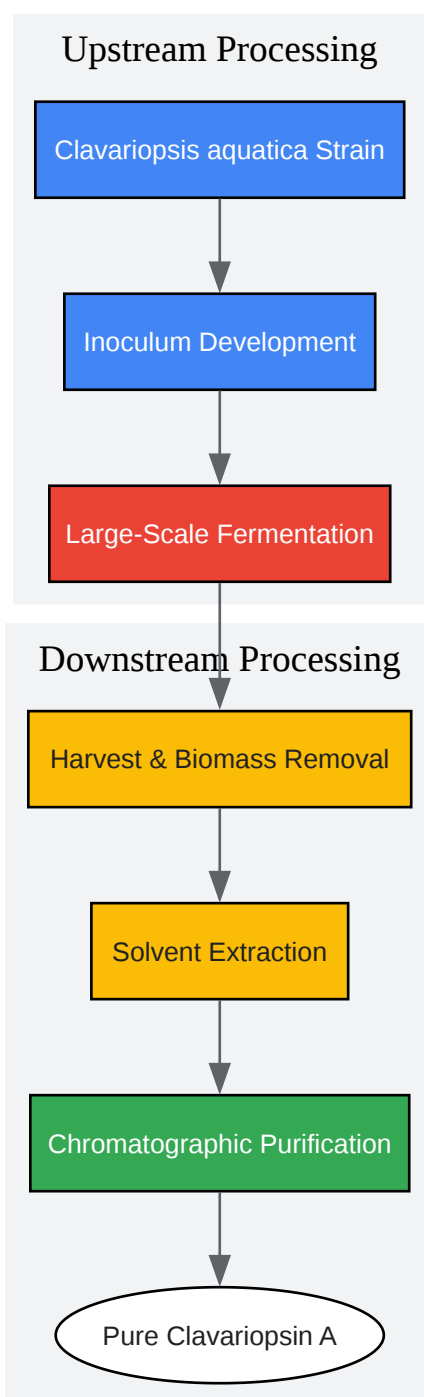 Upstream Processing
Clavariopsis aquatica Strain
Inoculum Development
Large-Scale Fermentation
Downstream Processing
Harvest & Biomass Removal
Solvent Extraction
Chromatographic Purification
Pure Clavariopsin A